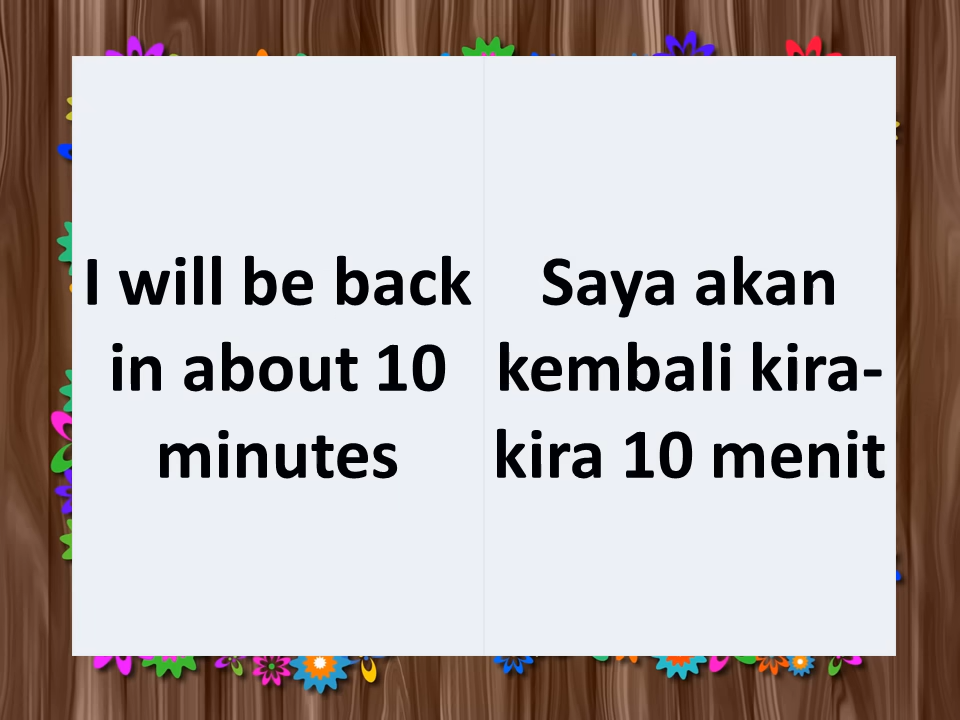 I will be back
in about 10
minutes
Saya akan
kembali kira-
kira 10 menit